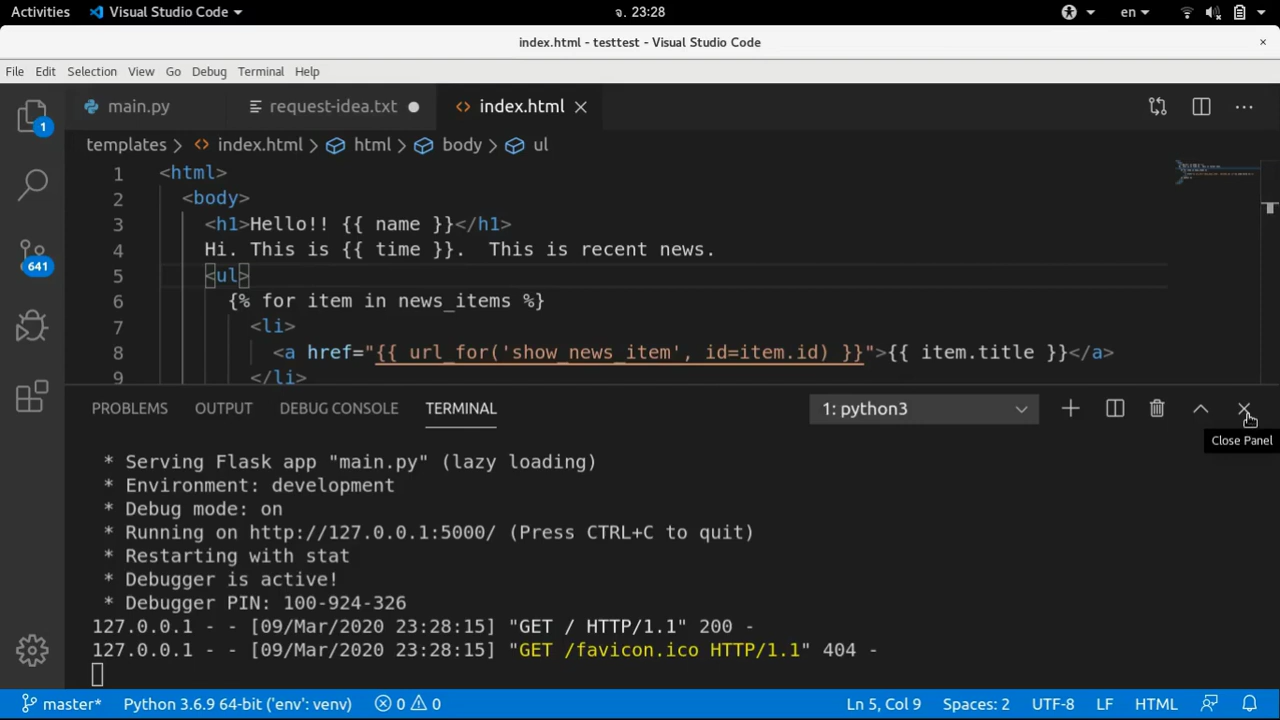 Activities Visual Studio Code จ. 23:28 en
index.html - testtest - Visual Studio Code
File Edit Selection View Go Debug Terminal Help
main.py request-idea.txt index.html
1
templates > index.html > html > body > ul
1 <html>
2 <body>
3 <h1>Hello!! {{ name }}</h1>
4 Hi. This is {{ time }}.  This is recent news.
641
5 <ul>
6 {% for item in news_items %}
7 <li>
8 <a href="{{ url_for('show_news_item', id=item.id) }}">{{ item.title }}</a>
9 </li>
PROBLEMS OUTPUT DEBUG CONSOLE TERMINAL 1: python3
Close Panel
* Serving Flask app "main.py" (lazy loading)
* Environment: development
* Debug mode: on
* Running on http://127.0.0.1:5000/ (Press CTRL+C to quit)
* Restarting with stat
* Debugger is active!
* Debugger PIN: 100-924-326
127.0.0.1 - - [09/Mar/2020 23:28:15] "GET / HTTP/1.1" 200 -
127.0.0.1 - - [09/Mar/2020 23:28:15] "GET /favicon.ico HTTP/1.1" 404 -
master* Python 3.6.9 64-bit ('env': venv) 0 0 Ln 5, Col 9 Spaces: 2 UTF-8 LF HTML